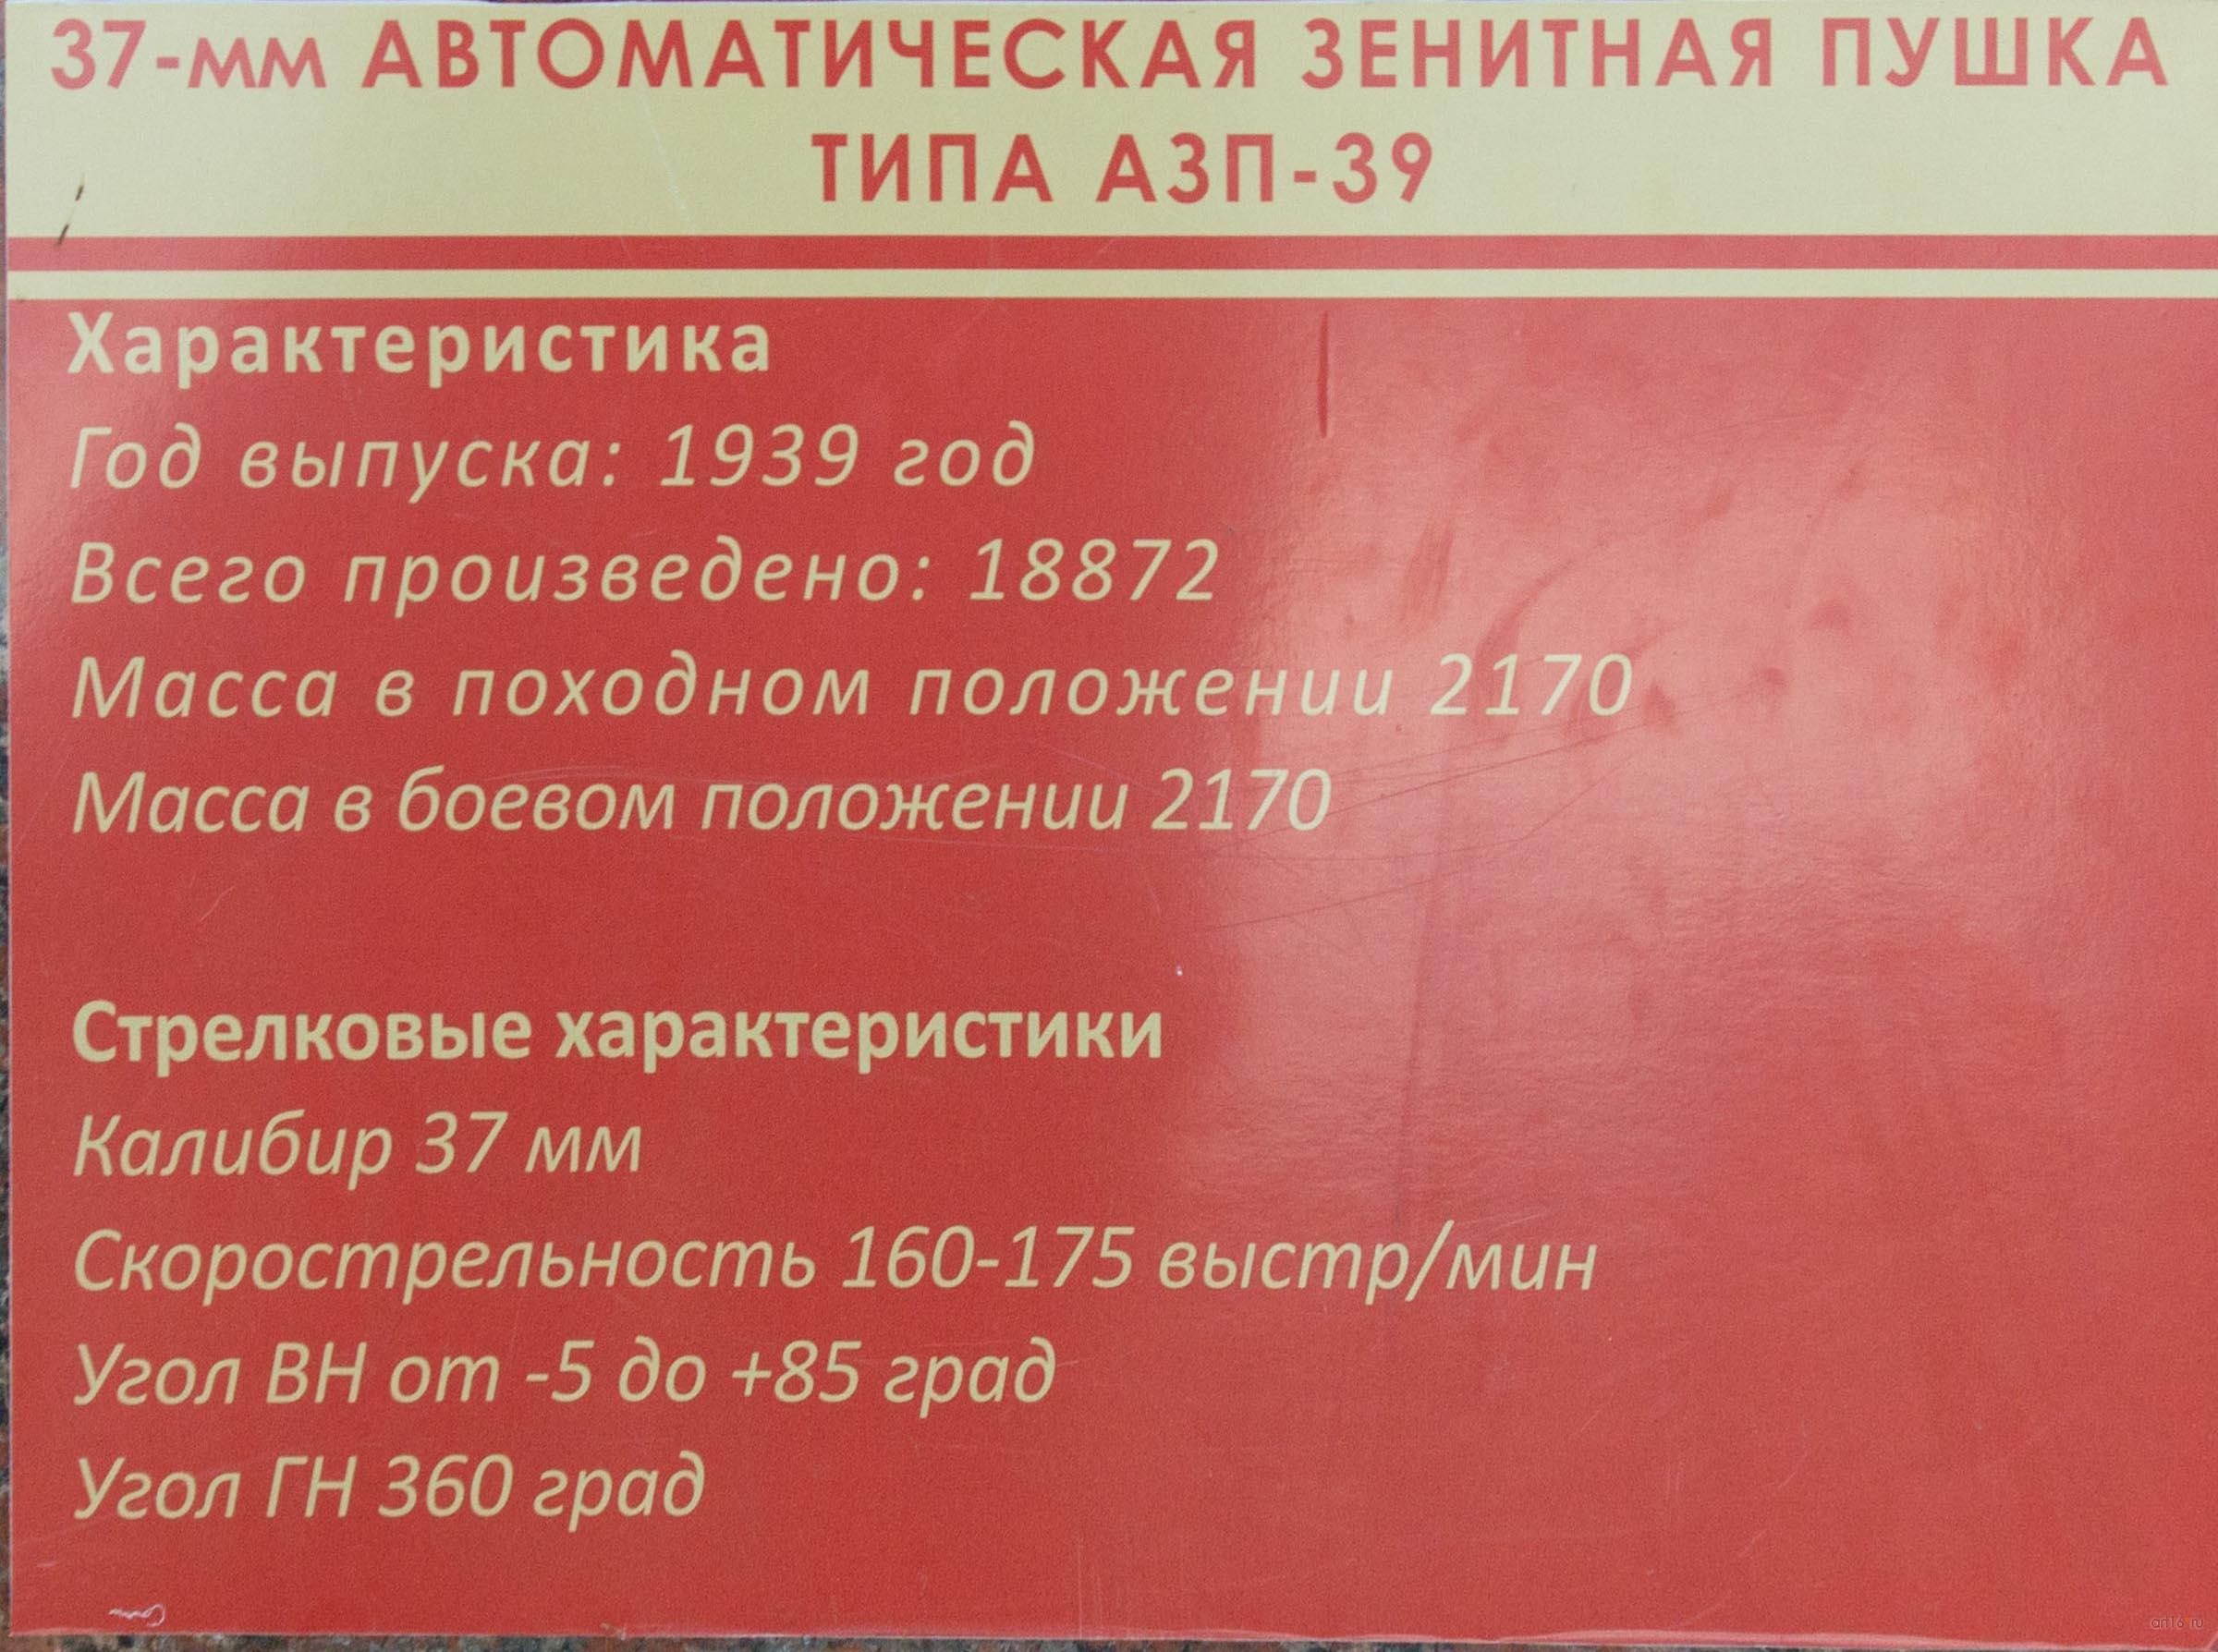 37-мм АВТОМАТИЧЕСКАЯ ЗЕНИТНАЯ ПУШКА
ТИПА АЗП-39
Характеристика
Год выпуска: 1939 год
Всего произведено: 18872
Масса в походном положении 2170
Масса в боевом положении 2170
Стрелковые характеристики
Калибир 37 мм
Скорострельность 160-175 выстр/мин
Угол ВН от -5 до +85 град
Угол ГН 360 град
art16.ru